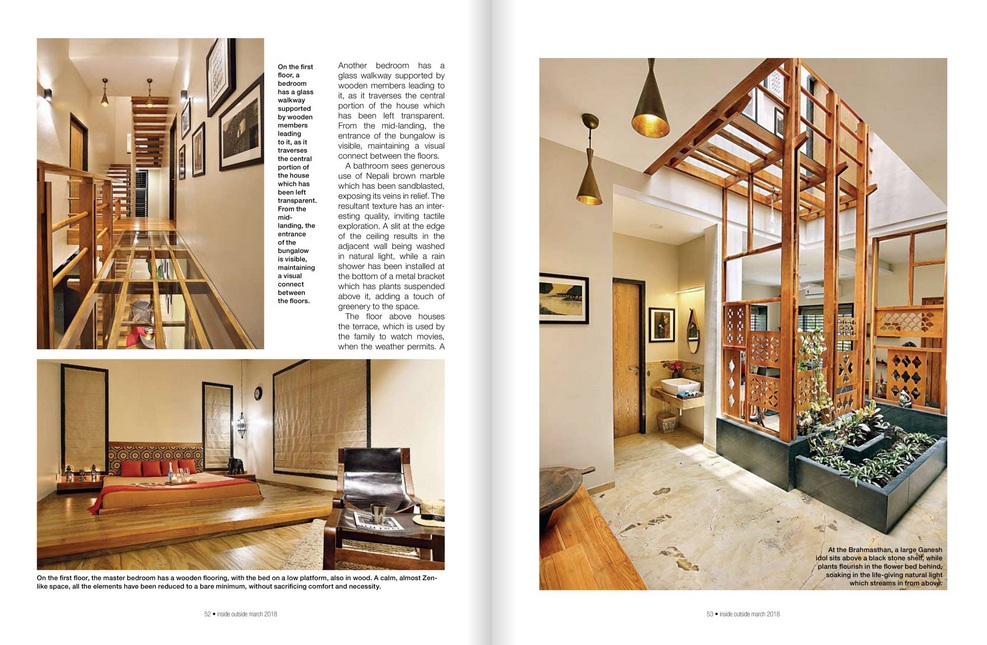 On the first
floor, a
bedroom
has a glass
walkway
supported
by wooden
members
leading
to it, as it
traverses
the central
portion of
the house
which has
been left
transparent.
From the
mid-
landing, the
entrance
of the
bungalow
is visible,
maintaining
a visual
connect
between
the floors.
Another bedroom has a
glass walkway supported by
wooden members leading to
it, as it traverses the central
portion of the house which
has been left transparent.
From the mid-landing, the
entrance of the bungalow is
visible, maintaining a visual
connect between the floors.
A bathroom sees generous
use of Nepali brown marble
which has been sandblasted,
exposing its veins in relief. The
resultant texture has an inter-
esting quality, inviting tactile
exploration. A slit at the edge
of the ceiling results in the
adjacent wall being washed
in natural light, while a rain
shower has been installed at
the bottom of a metal bracket
which has plants suspended
above it, adding a touch of
greenery to the space.
The floor above houses
the terrace, which is used by
the family to watch movies,
when the weather permits. A
On the first floor, the master bedroom has a wooden flooring, with the bed on a low platform, also in wood. A calm, almost Zen-
like space, all the elements have been reduced to a bare minimum, without sacrificing comfort and necessity.
52 • inside outside march 2018
At the Brahmasthan, a large Ganesh
idol sits above a black stone shelf, while
plants flourish in the flower bed behind,
soaking in the life-giving natural light
which streams in from above.
53 • inside outside march 2018